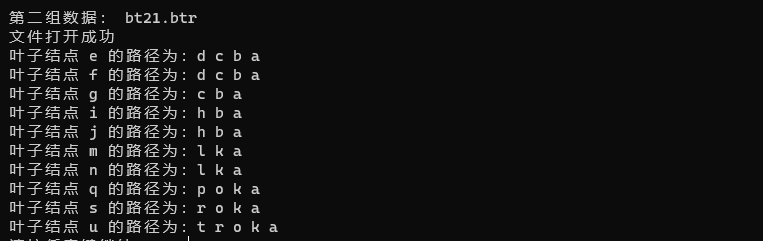 第二组数据: bt21.btr
文件打开成功
叶子结点 e 的路径为: d c b a
叶子结点 f 的路径为: d c b a
叶子结点 g 的路径为: c b a
叶子结点 i 的路径为: h b a
叶子结点 j 的路径为: h b a
叶子结点 m 的路径为: l k a
叶子结点 n 的路径为: l k a
叶子结点 q 的路径为: p o k a
叶子结点 s 的路径为: r o k a
叶子结点 u 的路径为: t r o k a